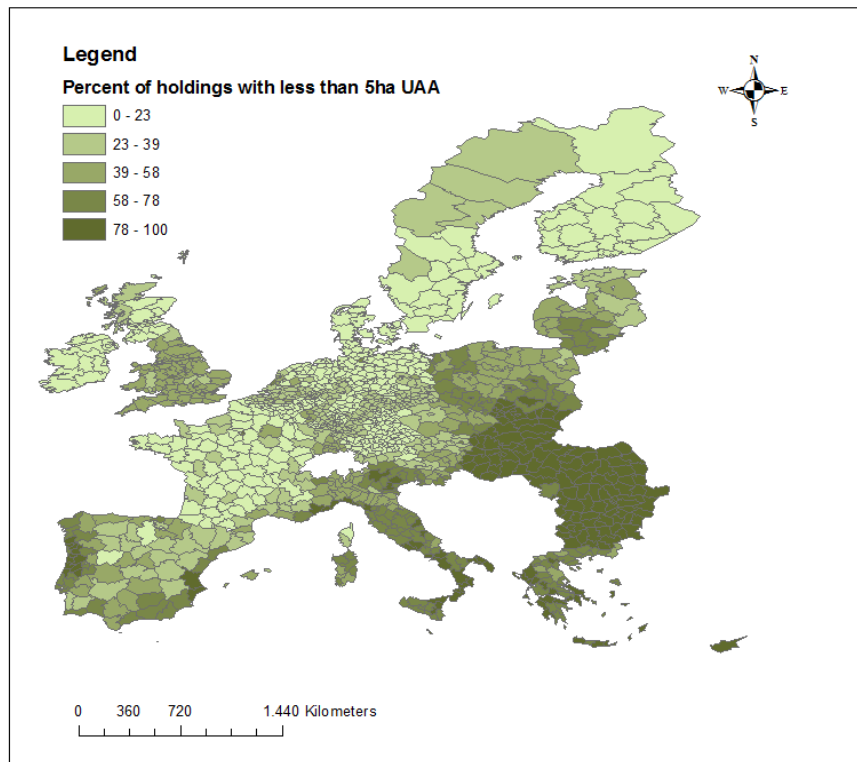 Legend
Percent of holdings with less than 5ha UAA
0 - 23
23 - 39
39 - 58
58 - 78
78 - 100
N
W E
S
0 360 720 1.440 Kilometers